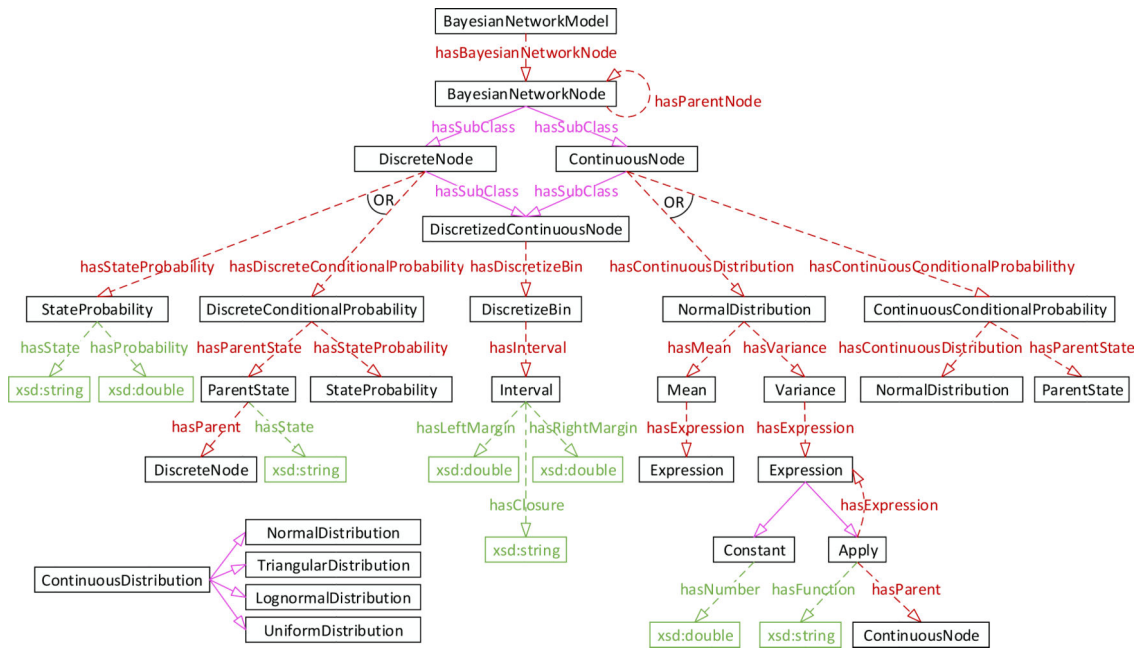 BayesianNetworkModel
hasBayesianNetworkNode
BayesianNetworkNode
hasParentNode
hasSubClass hasSubClass
DiscreteNode ContinuousNode
hasSubClass hasSubClass
OR OR
DiscretizedContinuousNode
hasStateProbability hasDiscreteConditionalProbability hasDiscretizeBin hasContinuousDistribution hasContinuousConditionalProbabilithy
StateProbability DiscreteConditionalProbability DiscretizeBin NormalDistribution ContinuousConditionalProbability
hasState hasProbability hasParentState hasStateProbability hasInterval hasMean hasVariance hasContinuousDistribution hasParentState
xsd:string xsd:double ParentState StateProbability Interval Mean Variance NormalDistribution ParentState
hasParent hasState hasLeftMargin hasRightMargin hasExpression hasExpression
DiscreteNode xsd:string xsd:double xsd:double Expression Expression
hasClosure hasExpression
NormalDistribution
xsd:string Constant Apply
TriangularDistribution
ContinuousDistribution
hasNumber hasFunction hasParent
LognormalDistribution
UniformDistribution
xsd:double xsd:string ContinuousNode